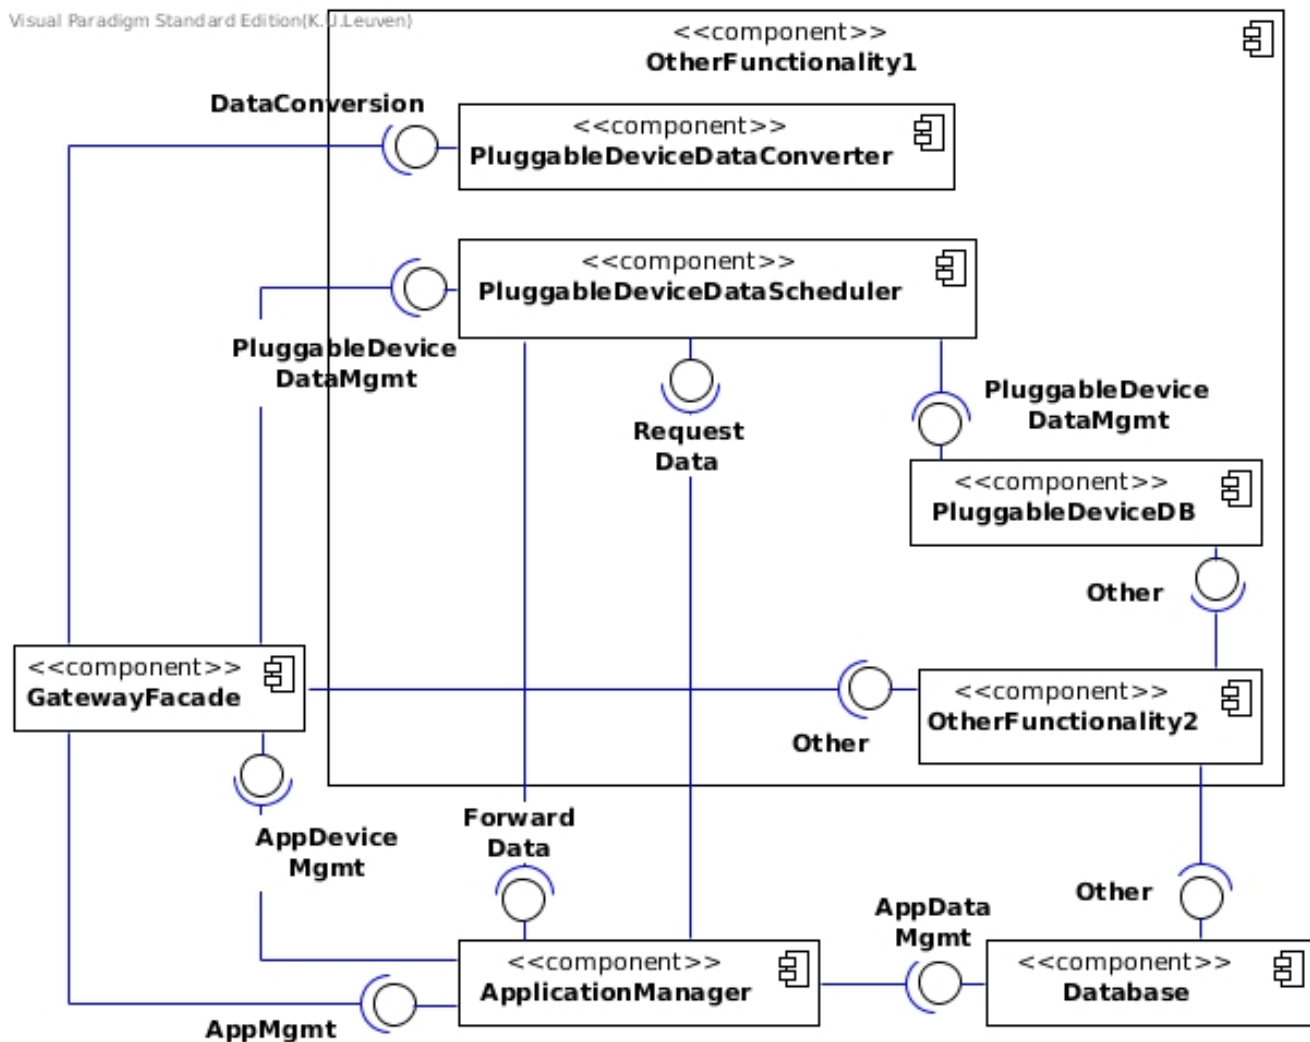 Visual Paradigm Standard Edition(K.U.Leuven)
<<component>>
OtherFunctionality1
DataConversion
<<component>>
PluggableDeviceDataConverter
<<component>>
PluggableDeviceDataScheduler
PluggableDevice
DataMgmt
Request
Data
PluggableDevice
DataMgmt
<<component>>
PluggableDeviceDB
Other
<<component>>
GatewayFacade
<<component>>
OtherFunctionality2
Other
AppDevice
Mgmt
Forward
Data
Other
AppData
Mgmt
<<component>>
ApplicationManager
<<component>>
Database
AppMgmt